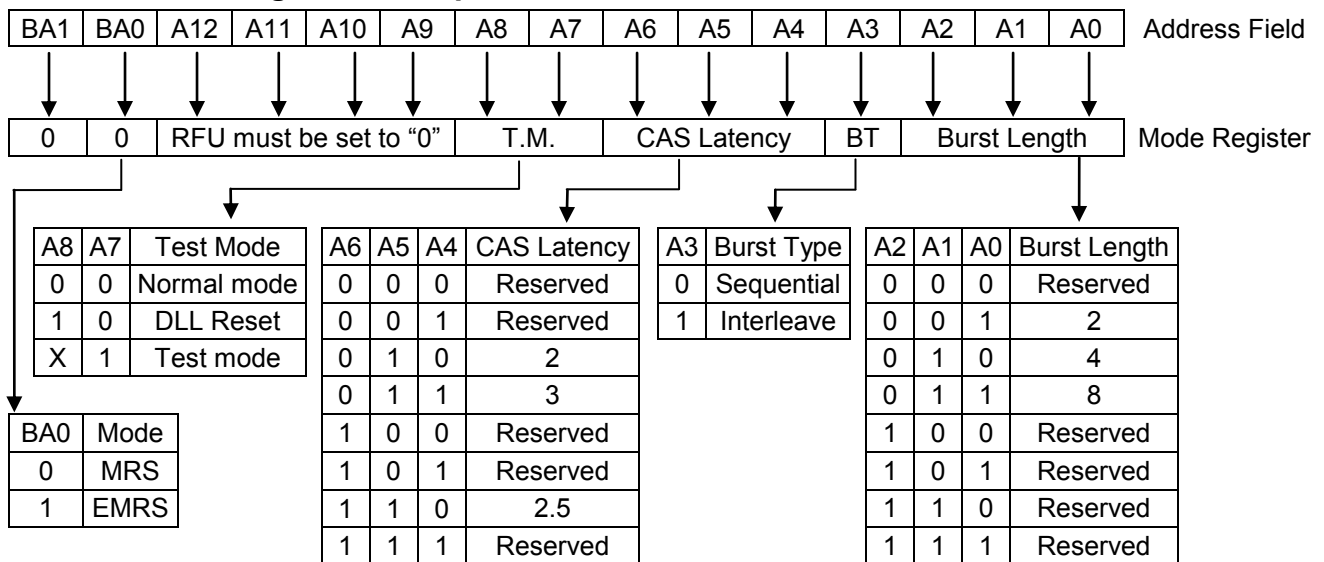 BA1 BA0 A12 A11 A10 A9 A8 A7 A6 A5 A4 A3 A2 A1 A0 Address Field
0 0 RFU must be set to “0” T.M. CAS Latency BT Burst Length Mode Register
A8 A7 Test Mode
0 0 Normal mode
1 0 DLL Reset
X 1 Test mode
A6 A5 A4 CAS Latency
0 0 0 Reserved
0 0 1 Reserved
0 1 0 2
0 1 1 3
1 0 0 Reserved
1 0 1 Reserved
1 1 0 2.5
1 1 1 Reserved
A3 Burst Type
0 Sequential
1 Interleave
A2 A1 A0 Burst Length
0 0 0 Reserved
0 0 1 2
0 1 0 4
0 1 1 8
1 0 0 Reserved
1 0 1 Reserved
1 1 0 Reserved
1 1 1 Reserved
BA0 Mode
0 MRS
1 EMRS